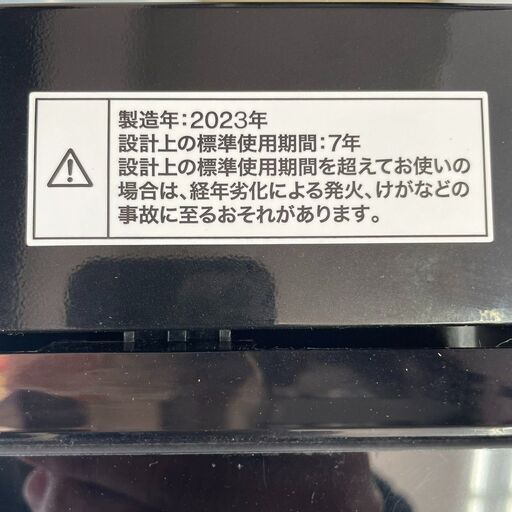 製造年：2023年
設計上の標準使用期間：7年
設計上の標準使用期間を超えてお使いの
場合は、経年劣化による発火、けがなどの
事故に至るおそれがあります。